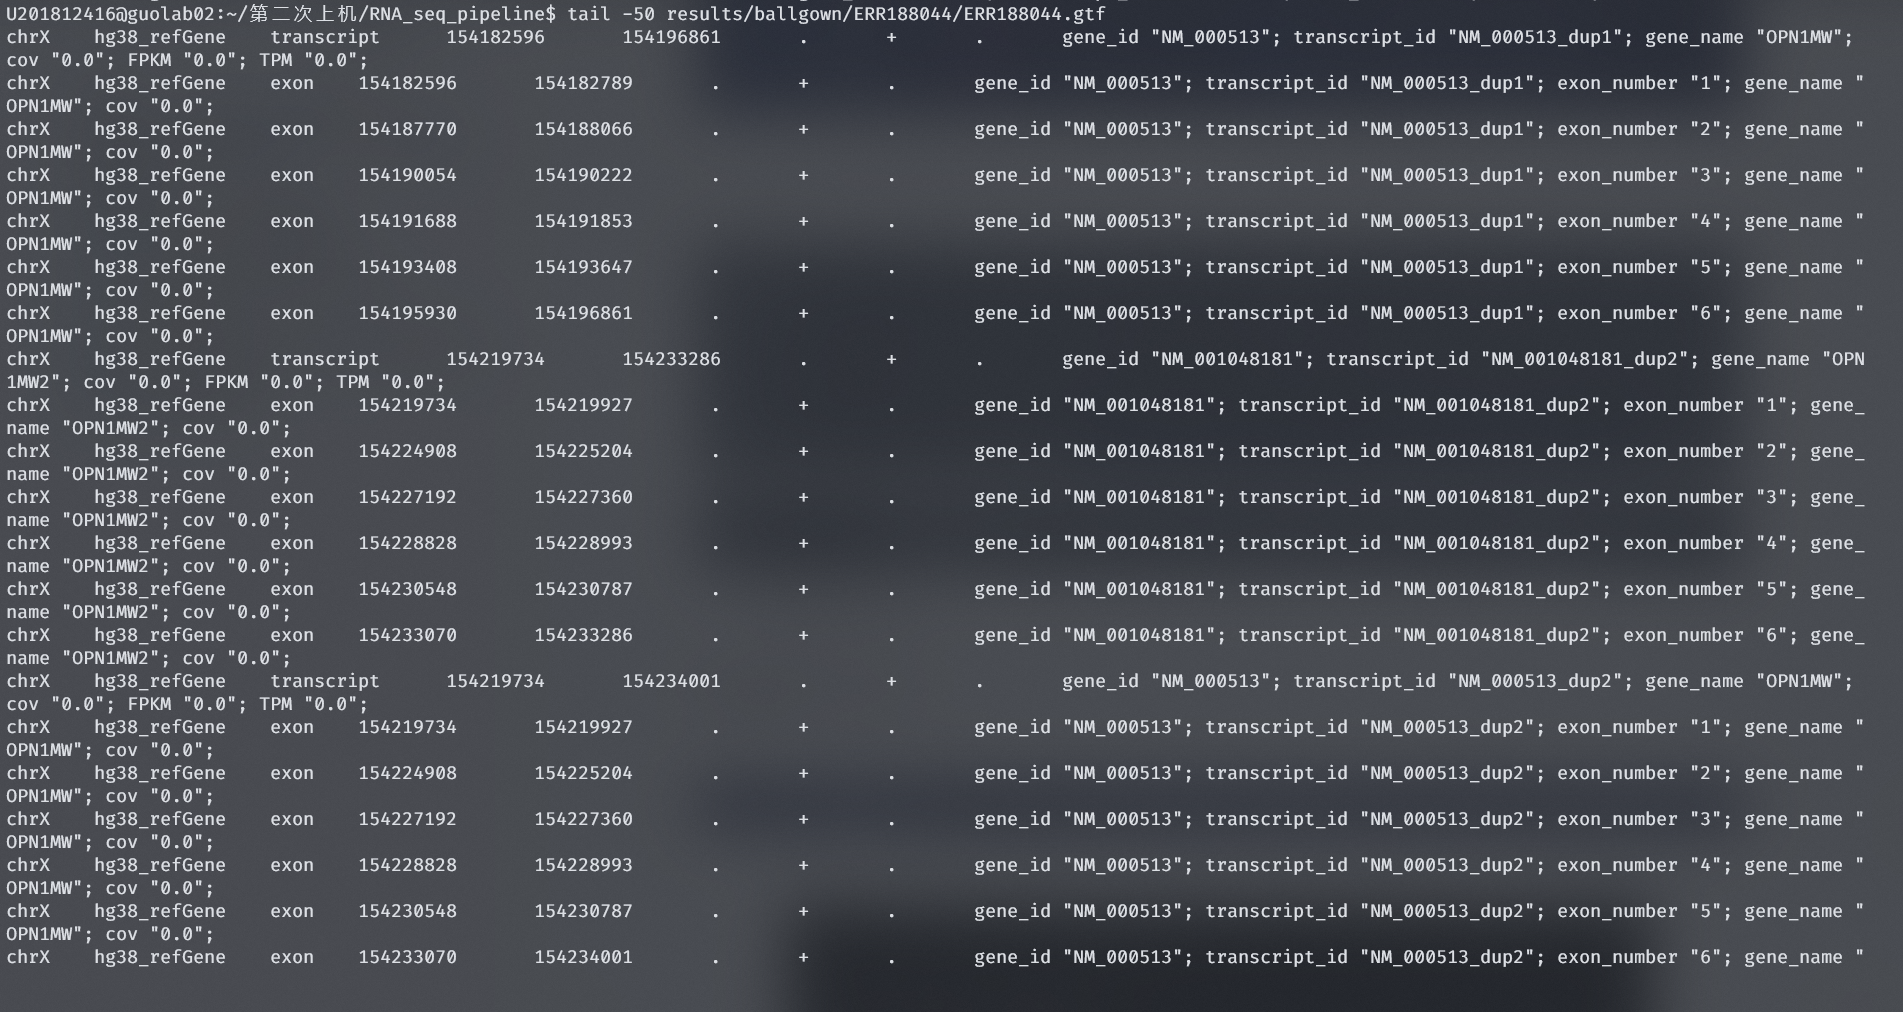 U201812416@guolab02:~/第二次上机/RNA_seq_pipeline$ tail -50 results/ballgown/ERR188044/ERR188044.gtf
chrX    hg38_refGene    transcript      154182596       154196861       .       +       .       gene_id "NM_000513"; transcript_id "NM_000513_dup1"; gene_name "OPN1MW";
cov "0.0"; FPKM "0.0"; TPM "0.0";
chrX    hg38_refGene    exon    154182596       154182789       .       +       .       gene_id "NM_000513"; transcript_id "NM_000513_dup1"; exon_number "1"; gene_name "
OPN1MW"; cov "0.0";
chrX    hg38_refGene    exon    154187770       154188066       .       +       .       gene_id "NM_000513"; transcript_id "NM_000513_dup1"; exon_number "2"; gene_name "
OPN1MW"; cov "0.0";
chrX    hg38_refGene    exon    154190054       154190222       .       +       .       gene_id "NM_000513"; transcript_id "NM_000513_dup1"; exon_number "3"; gene_name "
OPN1MW"; cov "0.0";
chrX    hg38_refGene    exon    154191688       154191853       .       +       .       gene_id "NM_000513"; transcript_id "NM_000513_dup1"; exon_number "4"; gene_name "
OPN1MW"; cov "0.0";
chrX    hg38_refGene    exon    154193408       154193647       .       +       .       gene_id "NM_000513"; transcript_id "NM_000513_dup1"; exon_number "5"; gene_name "
OPN1MW"; cov "0.0";
chrX    hg38_refGene    exon    154195930       154196861       .       +       .       gene_id "NM_000513"; transcript_id "NM_000513_dup1"; exon_number "6"; gene_name "
OPN1MW"; cov "0.0";
chrX    hg38_refGene    transcript      154219734       154233286       .       +       .       gene_id "NM_001048181"; transcript_id "NM_001048181_dup2"; gene_name "OPN
1MW2"; cov "0.0"; FPKM "0.0"; TPM "0.0";
chrX    hg38_refGene    exon    154219734       154219927       .       +       .       gene_id "NM_001048181"; transcript_id "NM_001048181_dup2"; exon_number "1"; gene_
name "OPN1MW2"; cov "0.0";
chrX    hg38_refGene    exon    154224908       154225204       .       +       .       gene_id "NM_001048181"; transcript_id "NM_001048181_dup2"; exon_number "2"; gene_
name "OPN1MW2"; cov "0.0";
chrX    hg38_refGene    exon    154227192       154227360       .       +       .       gene_id "NM_001048181"; transcript_id "NM_001048181_dup2"; exon_number "3"; gene_
name "OPN1MW2"; cov "0.0";
chrX    hg38_refGene    exon    154228828       154228993       .       +       .       gene_id "NM_001048181"; transcript_id "NM_001048181_dup2"; exon_number "4"; gene_
name "OPN1MW2"; cov "0.0";
chrX    hg38_refGene    exon    154230548       154230787       .       +       .       gene_id "NM_001048181"; transcript_id "NM_001048181_dup2"; exon_number "5"; gene_
name "OPN1MW2"; cov "0.0";
chrX    hg38_refGene    exon    154233070       154233286       .       +       .       gene_id "NM_001048181"; transcript_id "NM_001048181_dup2"; exon_number "6"; gene_
name "OPN1MW2"; cov "0.0";
chrX    hg38_refGene    transcript      154219734       154234001       .       +       .       gene_id "NM_000513"; transcript_id "NM_000513_dup2"; gene_name "OPN1MW";
cov "0.0"; FPKM "0.0"; TPM "0.0";
chrX    hg38_refGene    exon    154219734       154219927       .       +       .       gene_id "NM_000513"; transcript_id "NM_000513_dup2"; exon_number "1"; gene_name "
OPN1MW"; cov "0.0";
chrX    hg38_refGene    exon    154224908       154225204       .       +       .       gene_id "NM_000513"; transcript_id "NM_000513_dup2"; exon_number "2"; gene_name "
OPN1MW"; cov "0.0";
chrX    hg38_refGene    exon    154227192       154227360       .       +       .       gene_id "NM_000513"; transcript_id "NM_000513_dup2"; exon_number "3"; gene_name "
OPN1MW"; cov "0.0";
chrX    hg38_refGene    exon    154228828       154228993       .       +       .       gene_id "NM_000513"; transcript_id "NM_000513_dup2"; exon_number "4"; gene_name "
OPN1MW"; cov "0.0";
chrX    hg38_refGene    exon    154230548       154230787       .       +       .       gene_id "NM_000513"; transcript_id "NM_000513_dup2"; exon_number "5"; gene_name "
OPN1MW"; cov "0.0";
chrX    hg38_refGene    exon    154233070       154234001       .       +       .       gene_id "NM_000513"; transcript_id "NM_000513_dup2"; exon_number "6"; gene_name "